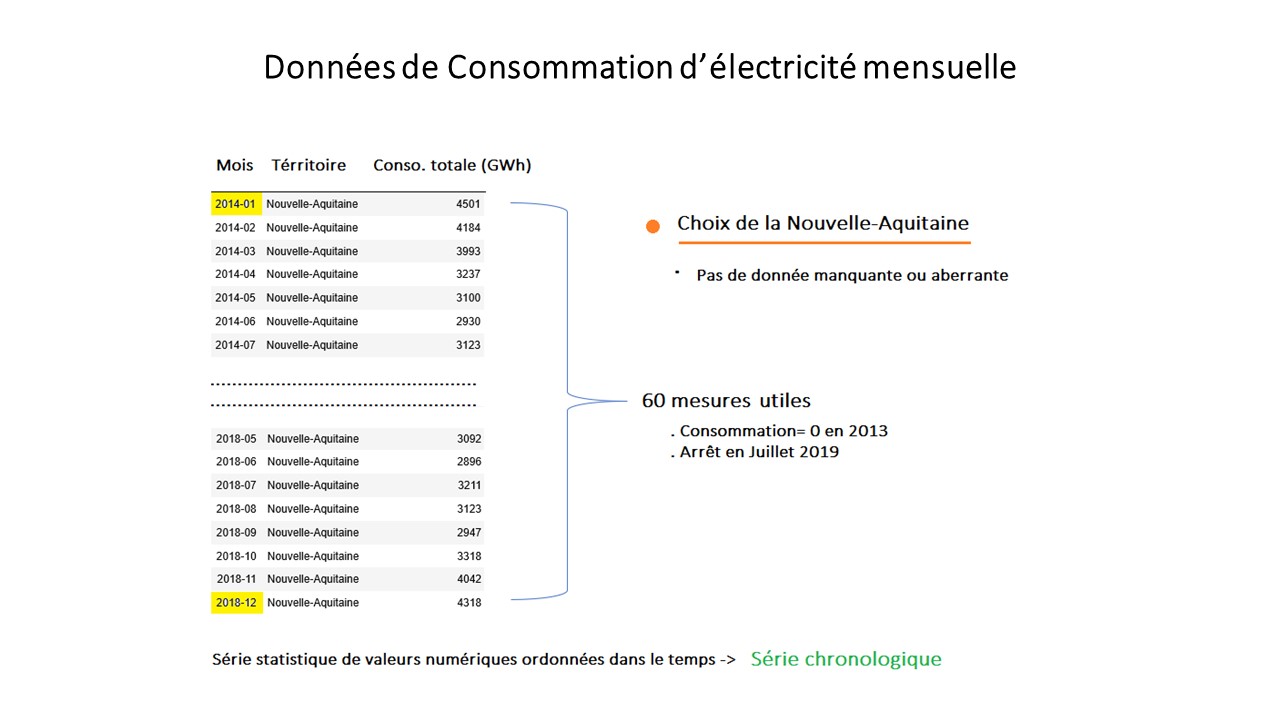 Données de Consommation d’électricité mensuelle
Mois Térritoire Conso. totale (GWh)
2014-01 Nouvelle-Aquitaine 4501
2014-02 Nouvelle-Aquitaine 4184
2014-03 Nouvelle-Aquitaine 3993
2014-04 Nouvelle-Aquitaine 3237
2014-05 Nouvelle-Aquitaine 3100
2014-06 Nouvelle-Aquitaine 2930
2014-07 Nouvelle-Aquitaine 3123
2018-05 Nouvelle-Aquitaine 3092
2018-06 Nouvelle-Aquitaine 2896
2018-07 Nouvelle-Aquitaine 3211
2018-08 Nouvelle-Aquitaine 3123
2018-09 Nouvelle-Aquitaine 2947
2018-10 Nouvelle-Aquitaine 3318
2018-11 Nouvelle-Aquitaine 4042
2018-12 Nouvelle-Aquitaine 4318
Choix de la Nouvelle-Aquitaine
· Pas de donnée manquante ou aberrante
60 mesures utiles
. Consommation= 0 en 2013
. Arrêt en Juillet 2019
Série statistique de valeurs numériques ordonnées dans le temps -> Série chronologique